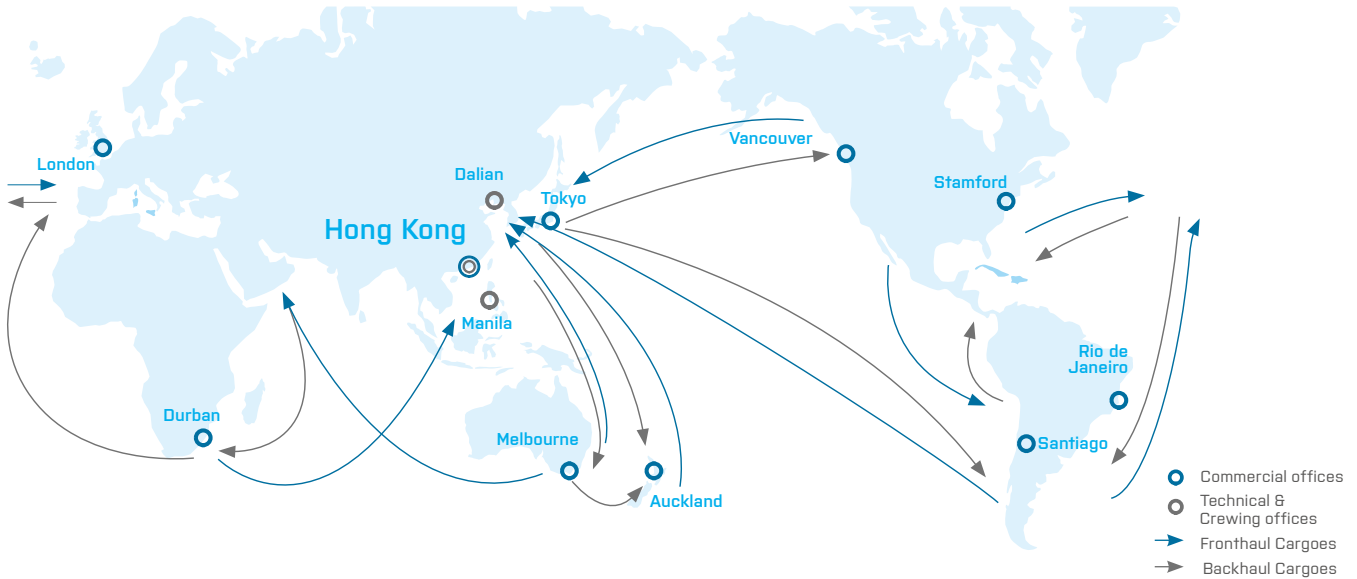 London
Dalian
Tokyo
Hong Kong
Manila
Durban
Melbourne
Auckland
Vancouver
Stamford
Rio de
Janeiro
Santiago
Commercial offices
Technical &
Crewing offices
Fronthaul Cargoes
Backhaul Cargoes